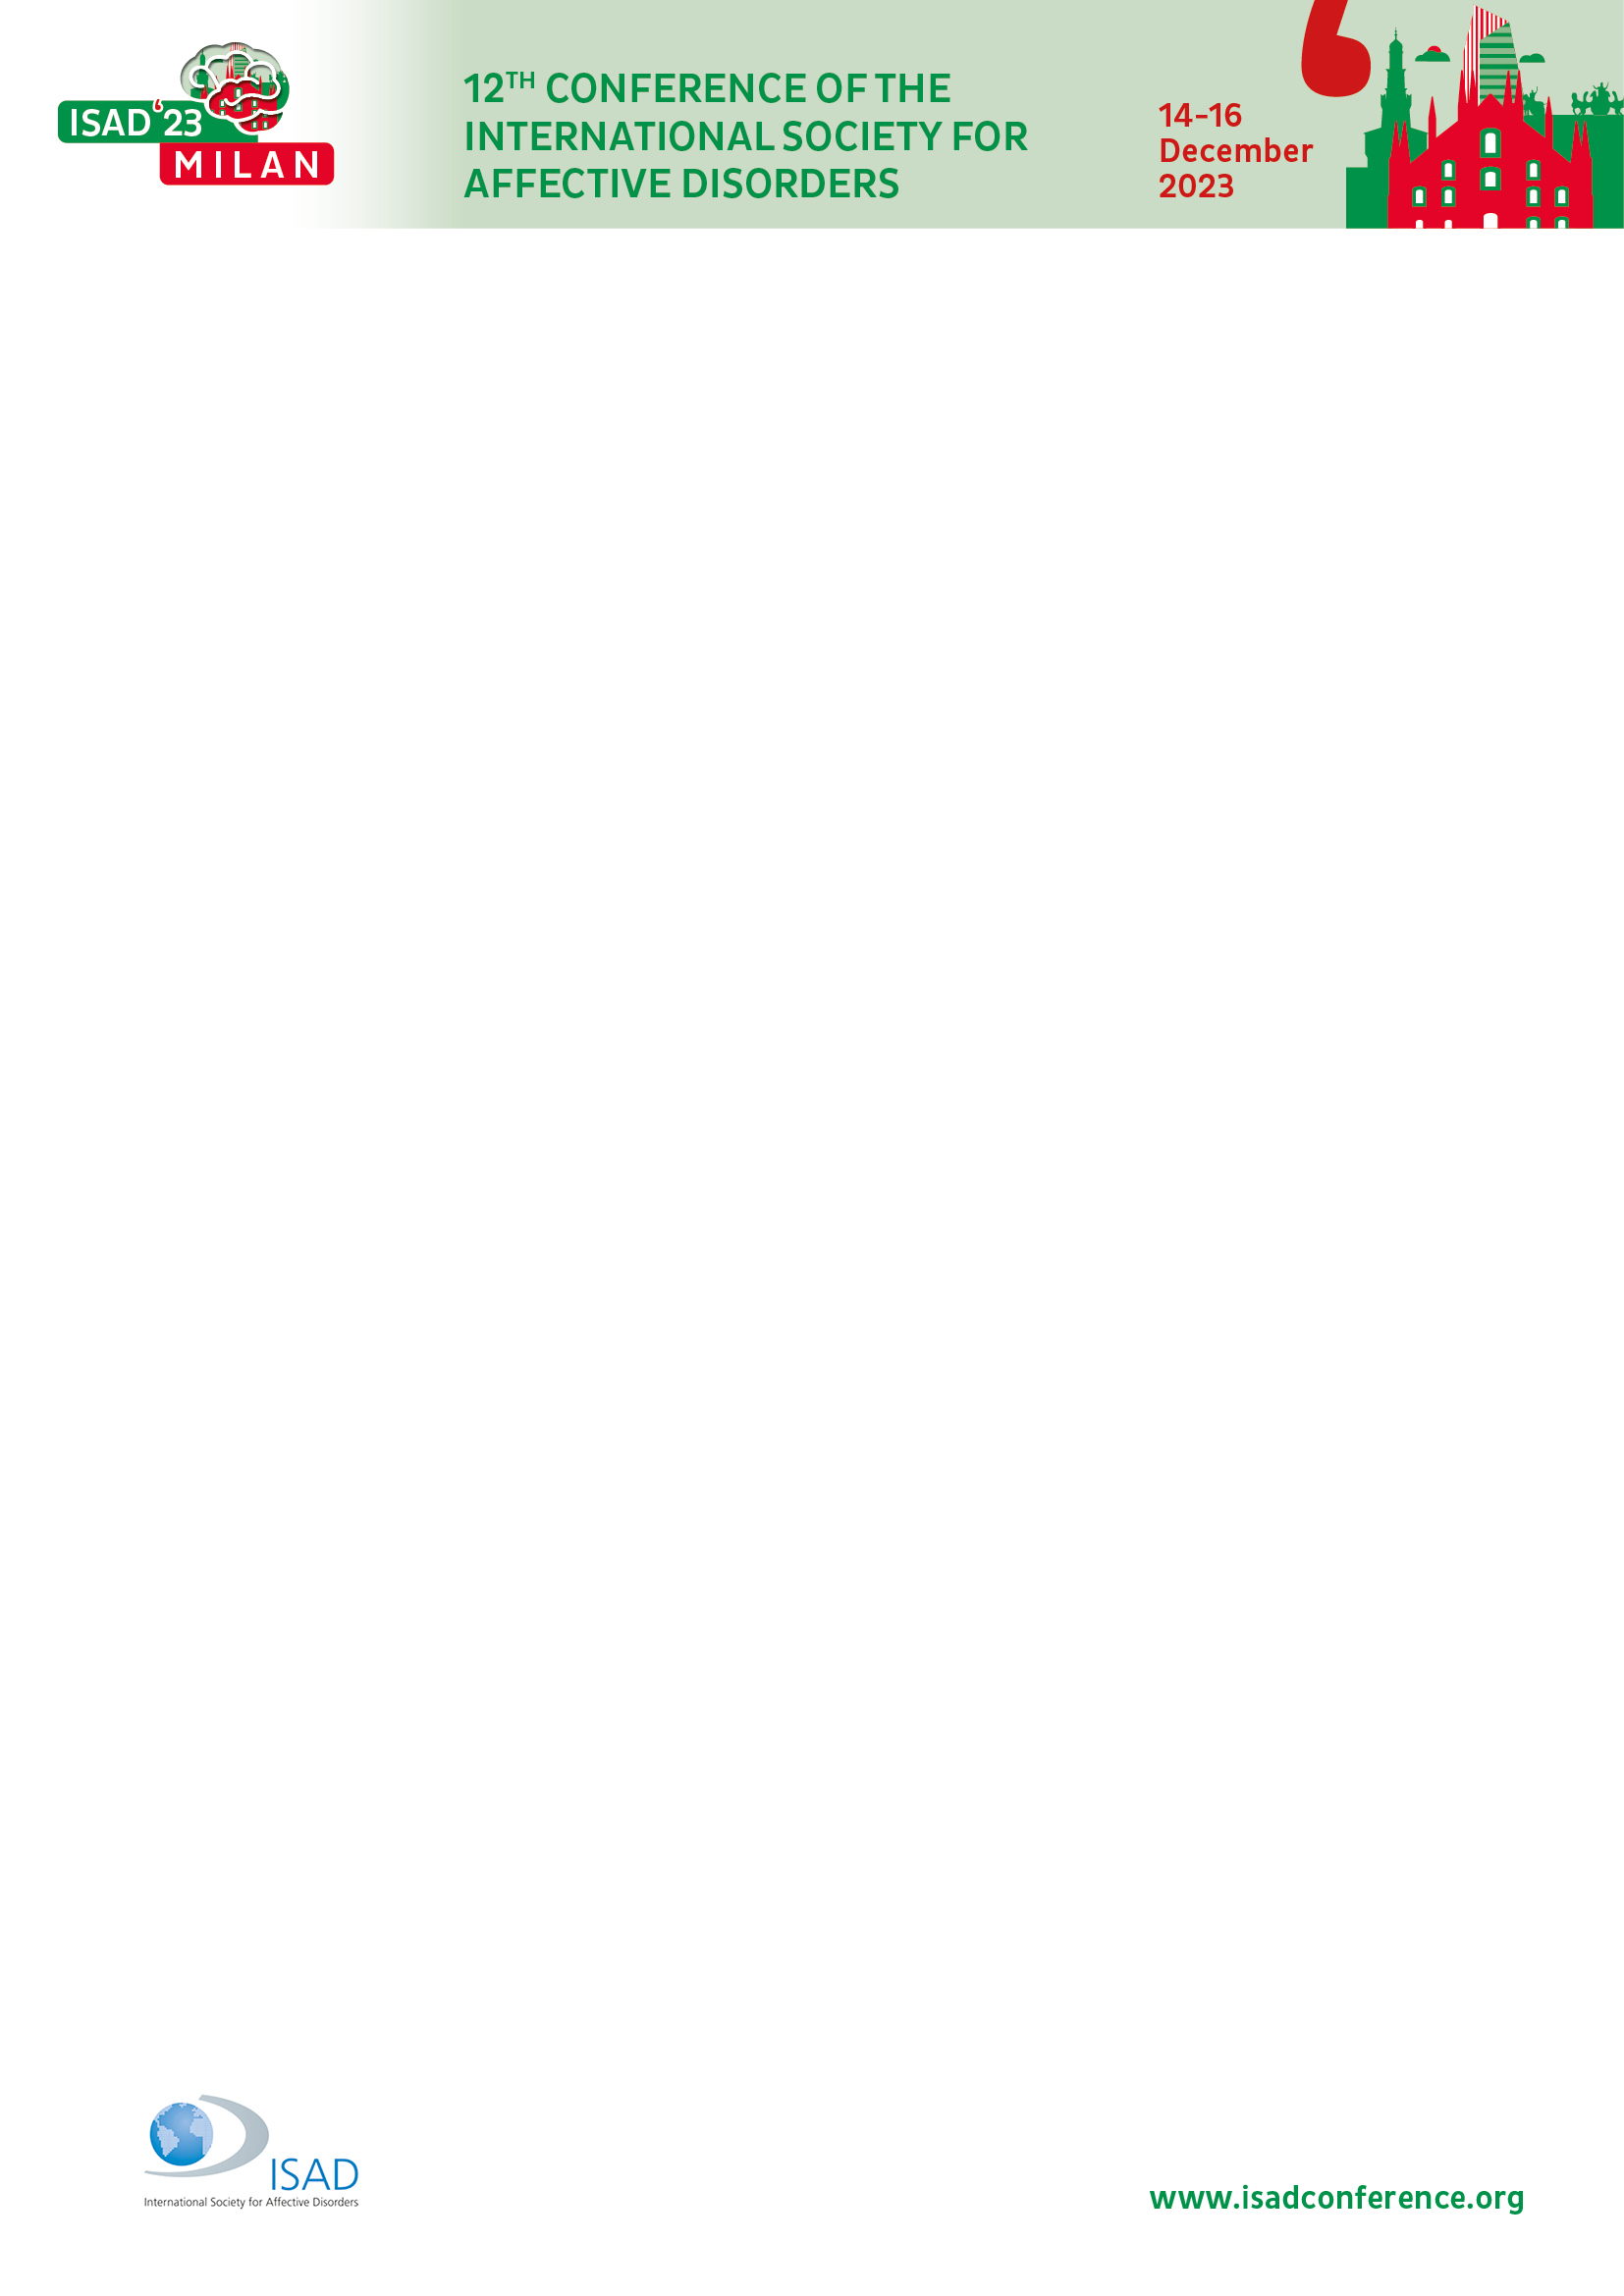 ISAD‘23
MILAN
12TH CONFERENCE OF THE
INTERNATIONAL SOCIETY FOR
AFFECTIVE DISORDERS
14-16
December
2023
ISAD
International Society for Affective Disorders
www.isadconference.org